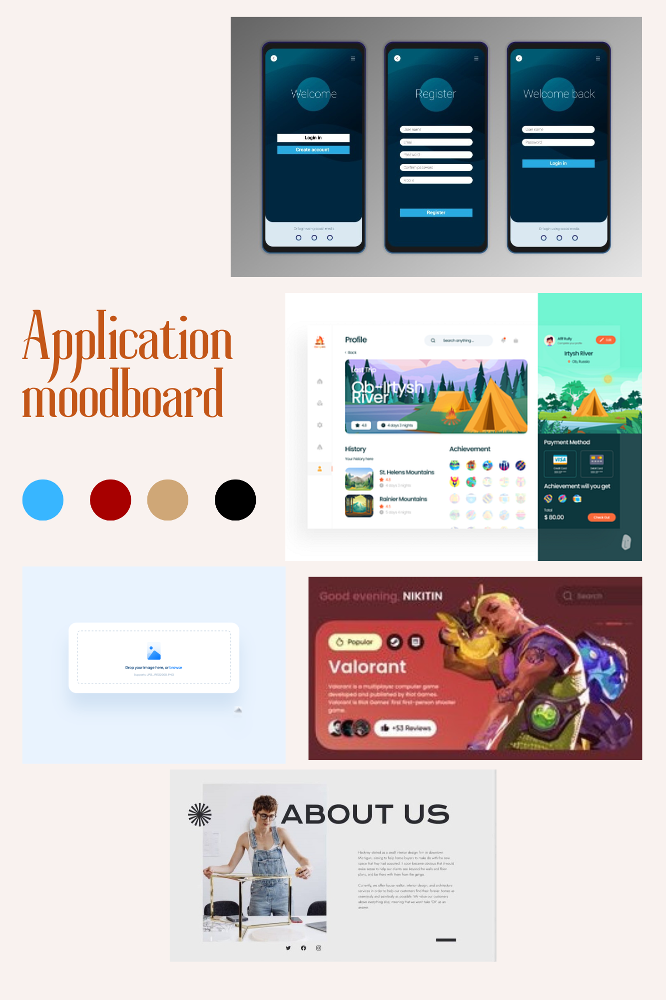 Welcome
Login in
Create account
Or login using social media
Register
User name
Email
Password
Confirm password
Mobile
Register
Welcome back
User name
Password
Login in
Or login using social media
Application
moodboard
Profile
Search anything...
Back
Last Trip
Ob-Irtysh
River
4.8
4 days 3 nights
History
Your history here
St. Helens Mountains
4.8
4 days 3 nights
Rainier Mountains
4.5
5 days 4 nights
Achievement
Afif Rully
Complete your profile
Edit
Irtysh River
Ob, Russia
Payment Method
VISA
Credit Card
Debit Card
Achievement will you get
Total
$ 80.00
Check Out
Drop your image here, or browse
Supports: JPG, JPEG2000, PNG
Good evening, NIKITIN
Search
Popular
Valorant
Valorant is a multiplayer computer game
developed and published by Riot Games.
Valorant is Riot Games' first first-person shooter
game.
+53 Reviews
ABOUT US
Hackney started as a small interior design firm in downtown
Michigan, aiming to help home buyers to make do with the new
space that they had acquired. It soon became obvious that it would
make sense to help our clients see beyond the walls and floor
plans, and be there with them from the get-go.
Currently, we offer house realtor, interior design, and architecture
services in order to help our customers find their forever homes as
seamlessly and painlessly as possible. We value our customers
above everything else, meaning that we won't take 'OK' as an
answer.